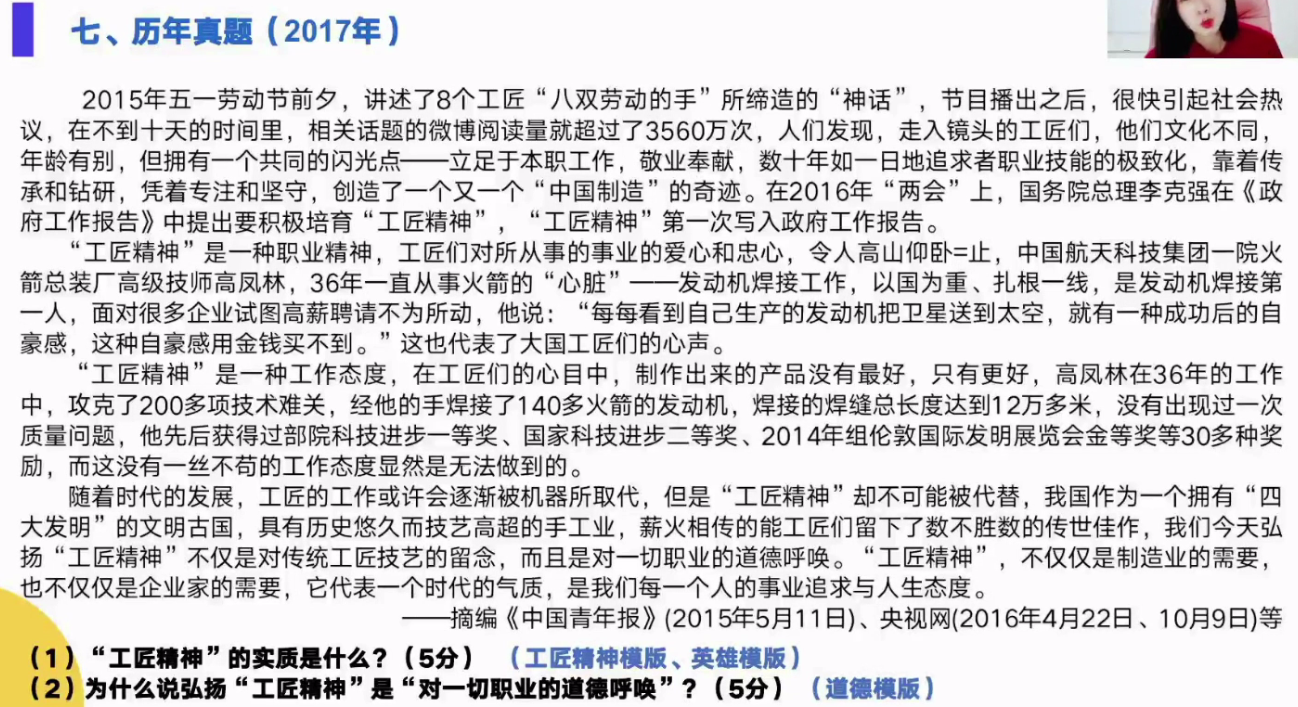 七、历年真题（2017年）
2015年五一劳动节前夕，讲述了8个工匠“八双劳动的手”所缔造的“神话”，节目播出之后，很快引起社会热
议，在不到十天的时间里，相关话题的微博阅读量就超过了3560万次，人们发现，走入镜头的工匠们，他们文化不同，
年龄有别，但拥有一个共同的闪光点——立足于本职工作，敬业奉献，数十年如一日地追求者职业技能的极致化，靠着传
承和钻研，凭着专注和坚守，创造了一个又一个“中国制造”的奇迹。在2016年“两会”上，国务院总理李克强在《政
府工作报告》中提出要积极培育“工匠精神”，“工匠精神”第一次写入政府工作报告。
“工匠精神”是一种职业精神，工匠们对所从事的事业的爱心和忠心，令人高山仰卧=止，中国航天科技集团一院火
箭总装厂高级技师高凤林，36年一直从事火箭的“心脏”——发动机焊接工作，以国为重、扎根一线，是发动机焊接第
一人，面对很多企业试图高薪聘请不为所动，他说：“每每看到自己生产的发动机把卫星送到太空，就有一种成功后的自
豪感，这种自豪感用金钱买不到。”这也代表了大国工匠们的心声。
“工匠精神”是一种工作态度，在工匠们的心目中，制作出来的产品没有最好，只有更好，高凤林在36年的工作
中，攻克了200多项技术难关，经他的手焊接了140多火箭的发动机，焊接的焊缝总长度达到12万多米，没有出现过一次
质量问题，他先后获得过部院科技进步一等奖、国家科技进步二等奖、2014年组伦敦国际发明展览会金等奖等30多种奖
励，而这没有一丝不苟的工作态度显然是无法做到的。
随着时代的发展，工匠的工作或许会逐渐被机器所取代，但是“工匠精神”却不可能被代替，我国作为一个拥有“四
大发明”的文明古国，具有历史悠久而技艺高超的手工业，薪火相传的能工匠们留下了数不胜数的传世佳作，我们今天弘
扬“工匠精神”不仅是对传统工匠技艺的留念，而且是对一切职业的道德呼唤。“工匠精神”，不仅仅是制造业的需要，
也不仅仅是企业家的需要，它代表一个时代的气质，是我们每一个人的事业追求与人生态度。
——摘编《中国青年报》(2015年5月11日)、央视网(2016年4月22日、10月9日)等
（1）“工匠精神”的实质是什么？（5分）（工匠精神模版、英雄模版）
（2）为什么说弘扬“工匠精神”是“对一切职业的道德呼唤”？（5分）（道德模版）